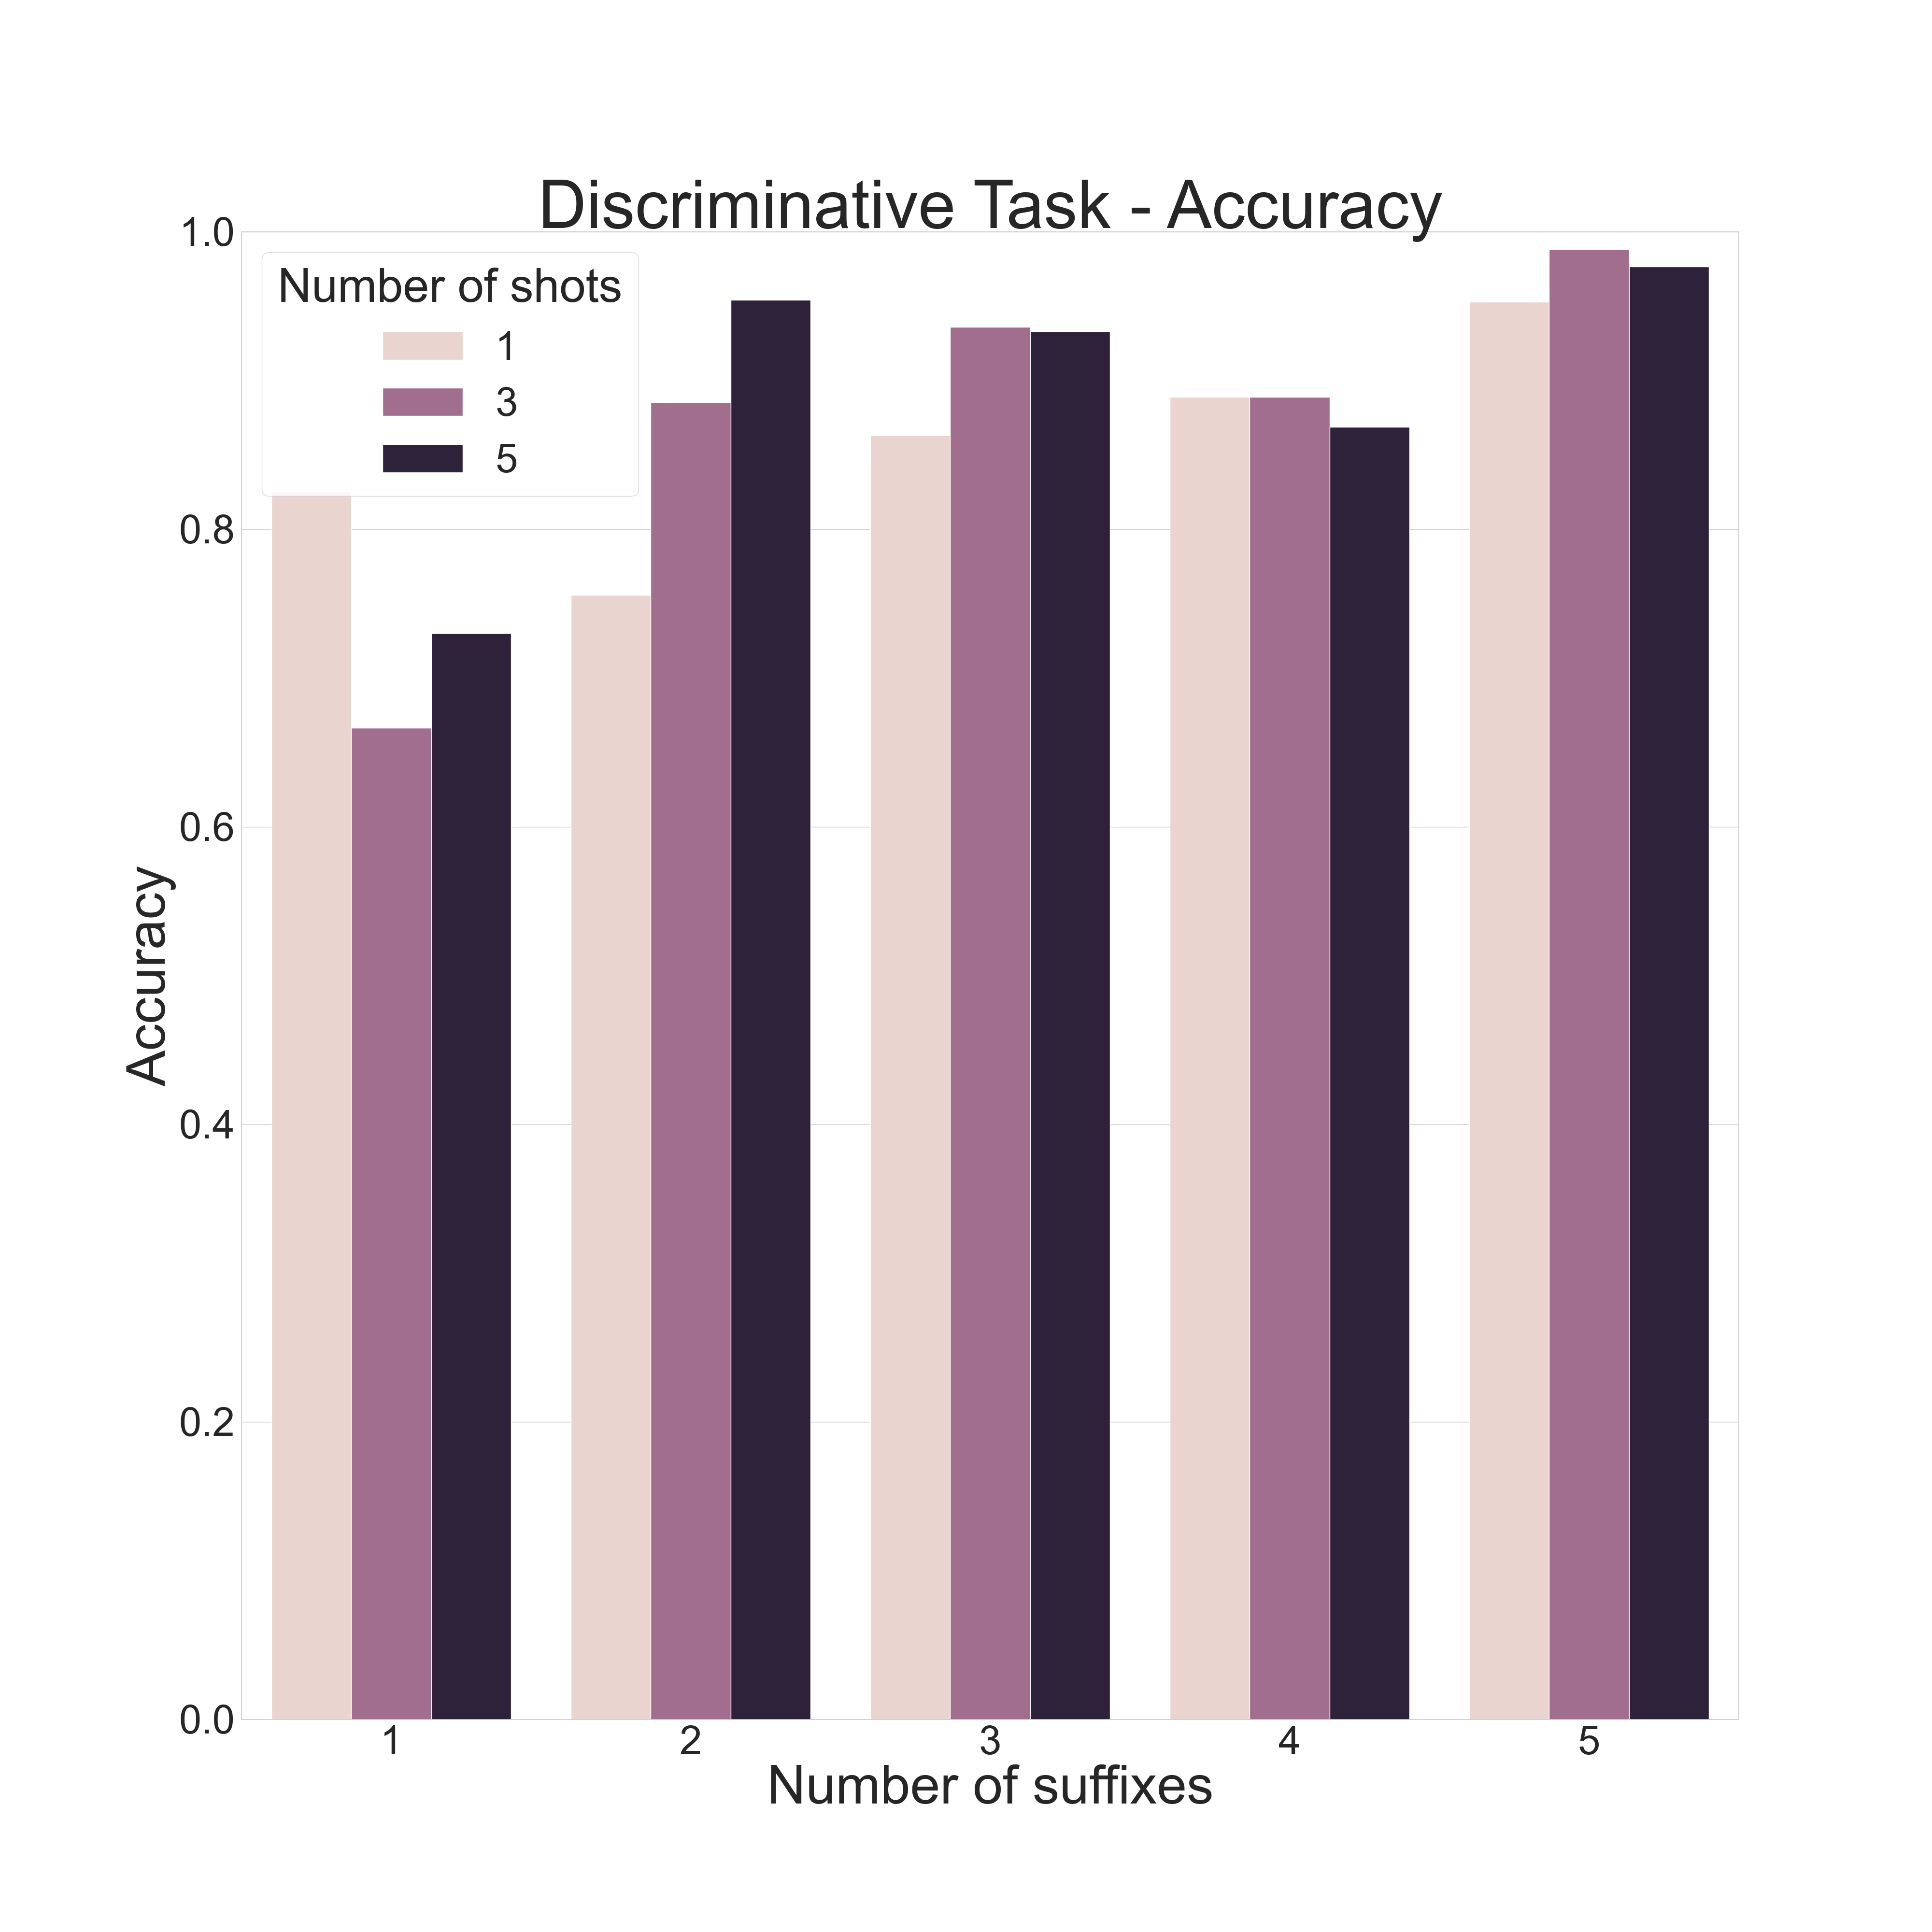 Discriminative Task - Accuracy
1.0
0.8
0.6
0.4
0.2
0.0
Accuracy
Number of shots
1
3
5
1 2 3 4 5
Number of suffixes